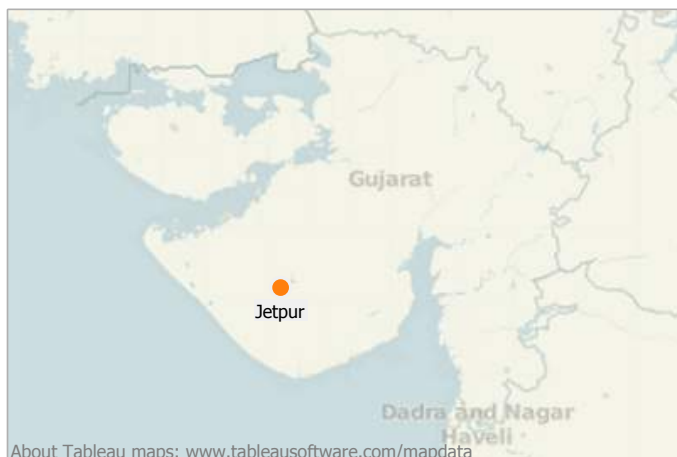 Gujarat
Jetpur
Dadra and Nagar
Haveli
About Tableau maps: www.tableausoftware.com/mapdata